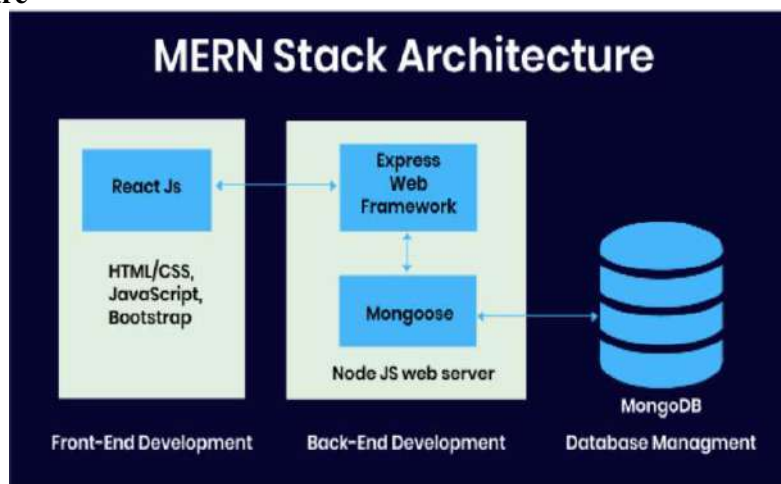 MERN Stack Architecture
React Js
HTML/CSS,
JavaScript,
Bootstrap
Front-End Development
Express
Web
Framework
Mongoose
Node JS web server
Back-End Development
MongoDB
Database Managment